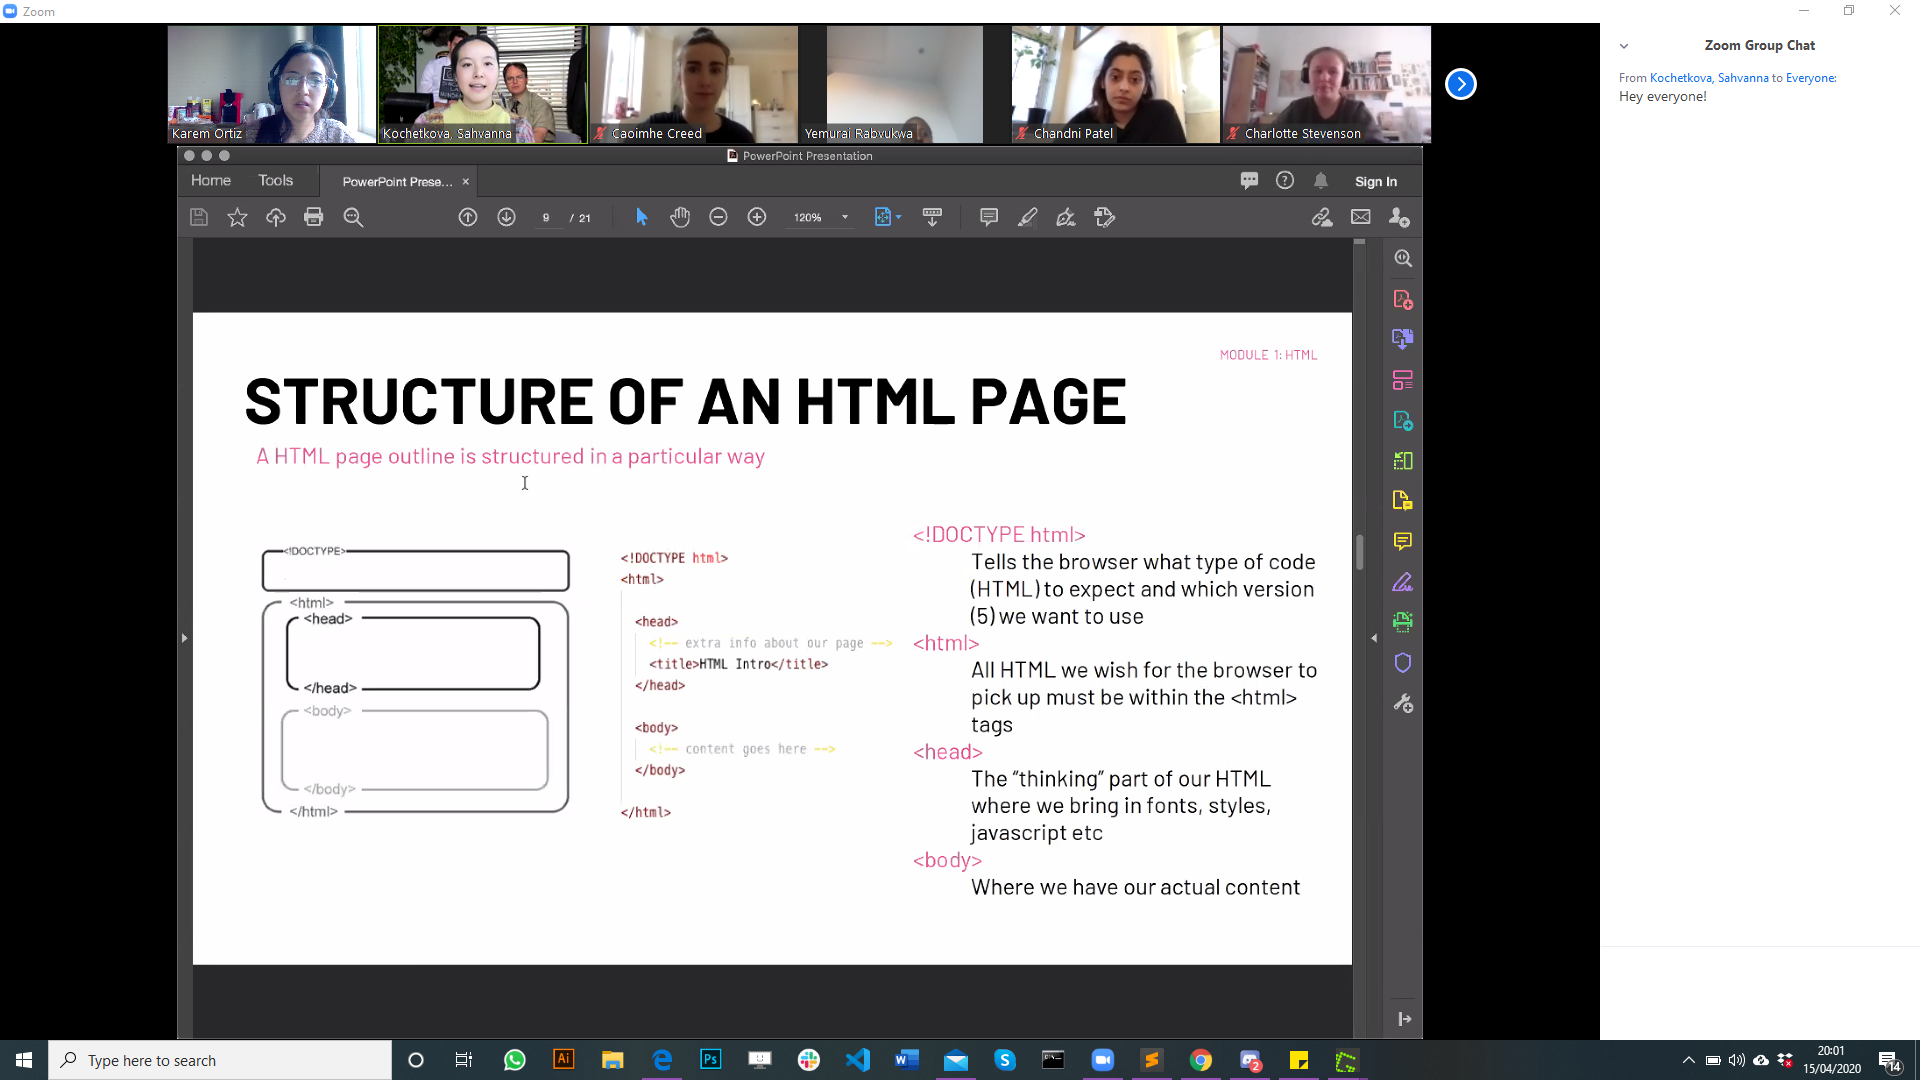 Zoom
Karem Ortiz
Kochetkova, Sahvanna
Caoimhe Creed
Yemurai Rabvukwa
Chandni Patel
Charlotte Stevenson
Zoom Group Chat
From Kochetkova, Sahvanna to Everyone:
Hey everyone!
PowerPoint Presentation
Home Tools PowerPoint Prese... × Sign In
9 / 21 120%
MODULE 1: HTML
STRUCTURE OF AN HTML PAGE
A HTML page outline is structured in a particular way
<!DOCTYPE>
<html>
<head>
</head>
<body>
</body>
</html>
<!DOCTYPE html>
<html>
<head>
<!-- extra info about our page -->
<title>HTML Intro</title>
</head>
<body>
<!-- content goes here -->
</body>
</html>
<!DOCTYPE html>
Tells the browser what type of code
(HTML) to expect and which version
(5) we want to use
<html>
All HTML we wish for the browser to
pick up must be within the <html>
tags
<head>
The “thinking” part of our HTML
where we bring in fonts, styles,
javascript etc
<body>
Where we have our actual content
Type here to search
Ai
Ps
2
20:01
15/04/2020
14